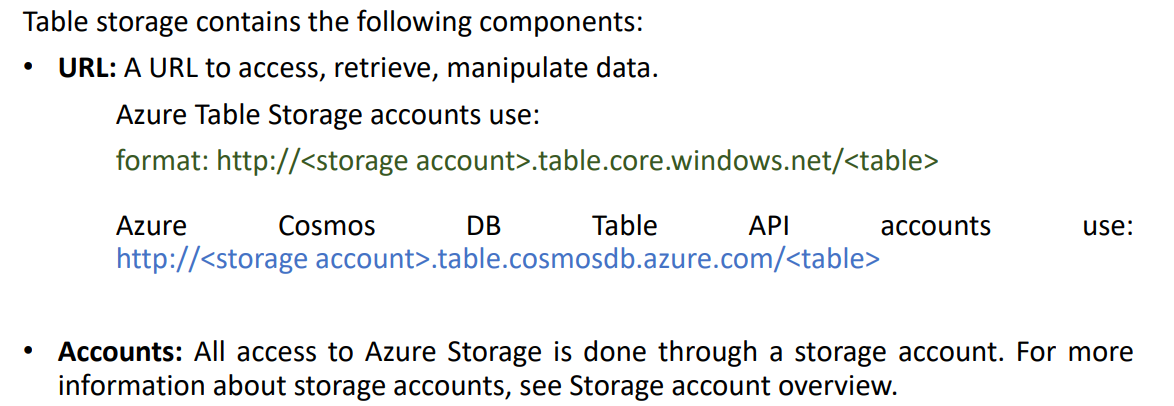 Table storage contains the following components:
• URL: A URL to access, retrieve, manipulate data.
Azure Table Storage accounts use:
format: http://<storage account>.table.core.windows.net/<table>
Azure Cosmos DB Table API accounts use:
http://<storage account>.table.cosmosdb.azure.com/<table>
• Accounts: All access to Azure Storage is done through a storage account. For more
information about storage accounts, see Storage account overview.